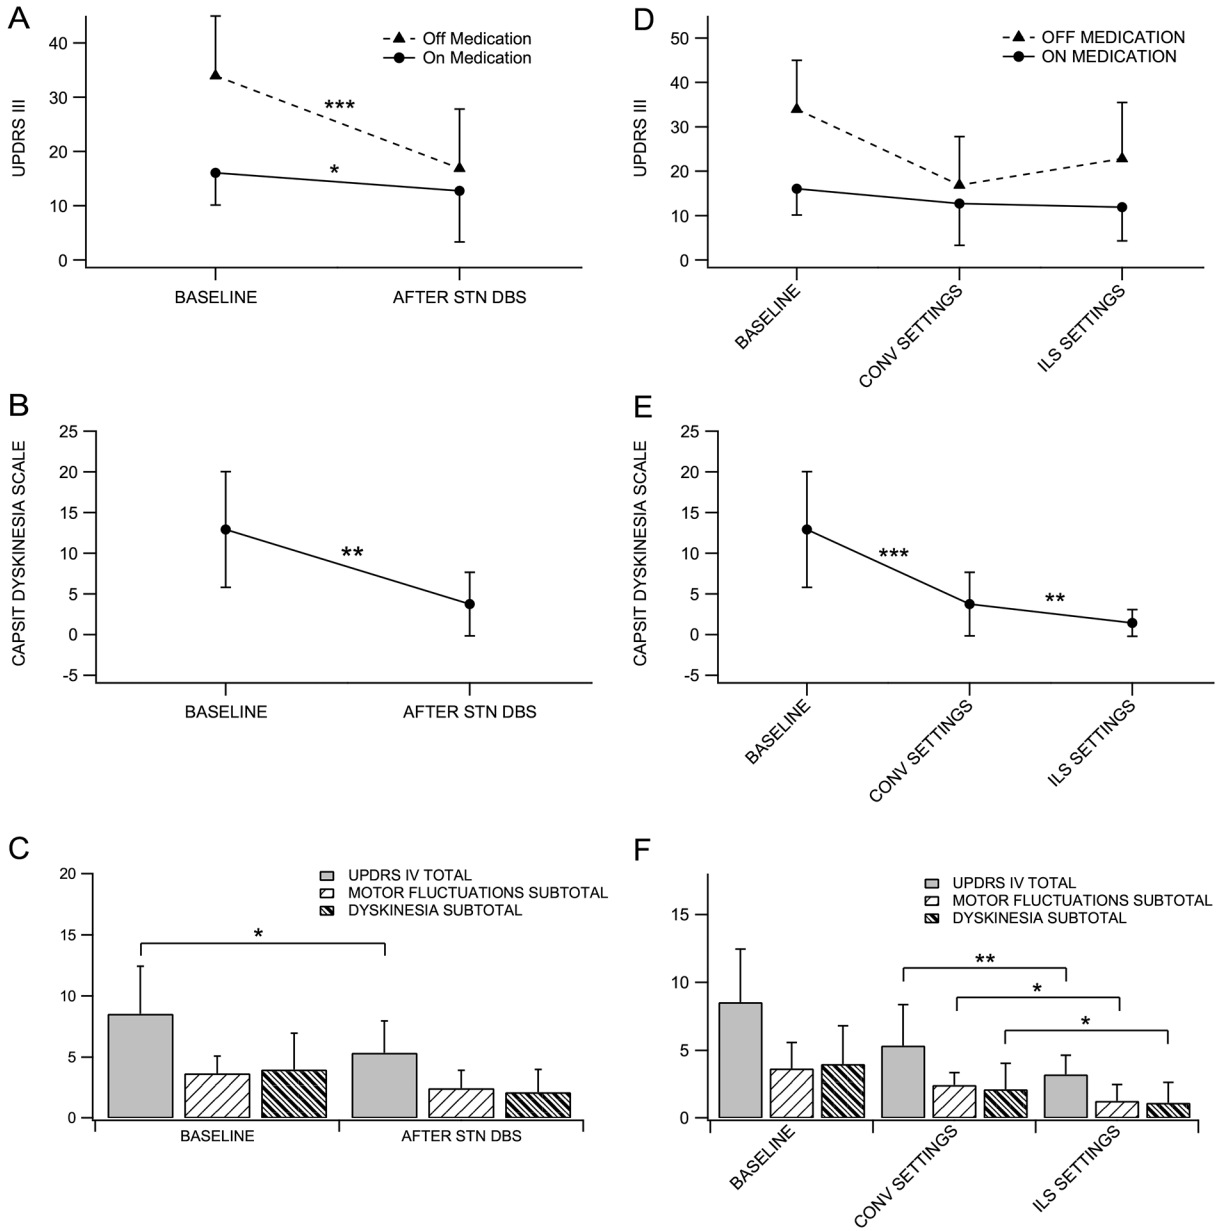 A
UPDRS III
40
30
20
10
0
Off Medication
On Medication
***
*
BASELINE
AFTER STN DBS
D
UPDRS III
50
40
30
20
10
0
OFF MEDICATION
ON MEDICATION
BASELINE
CONV SETTINGS
ILS SETTINGS
B
CAPSIT DYSKINESIA SCALE
25
20
15
10
5
0
-5
**
BASELINE
AFTER STN DBS
E
CAPSIT DYSKINESIA SCALE
25
20
15
10
5
0
-5
***
**
BASELINE
CONV SETTINGS
ILS SETTINGS
C
20
15
10
5
0
UPDRS IV TOTAL
MOTOR FLUCTUATIONS SUBTOTAL
DYSKINESIA SUBTOTAL
*
BASELINE
AFTER STN DBS
F
15
10
5
0
UPDRS IV TOTAL
MOTOR FLUCTUATIONS SUBTOTAL
DYSKINESIA SUBTOTAL
**
*
*
BASELINE
CONV SETTINGS
ILS SETTINGS